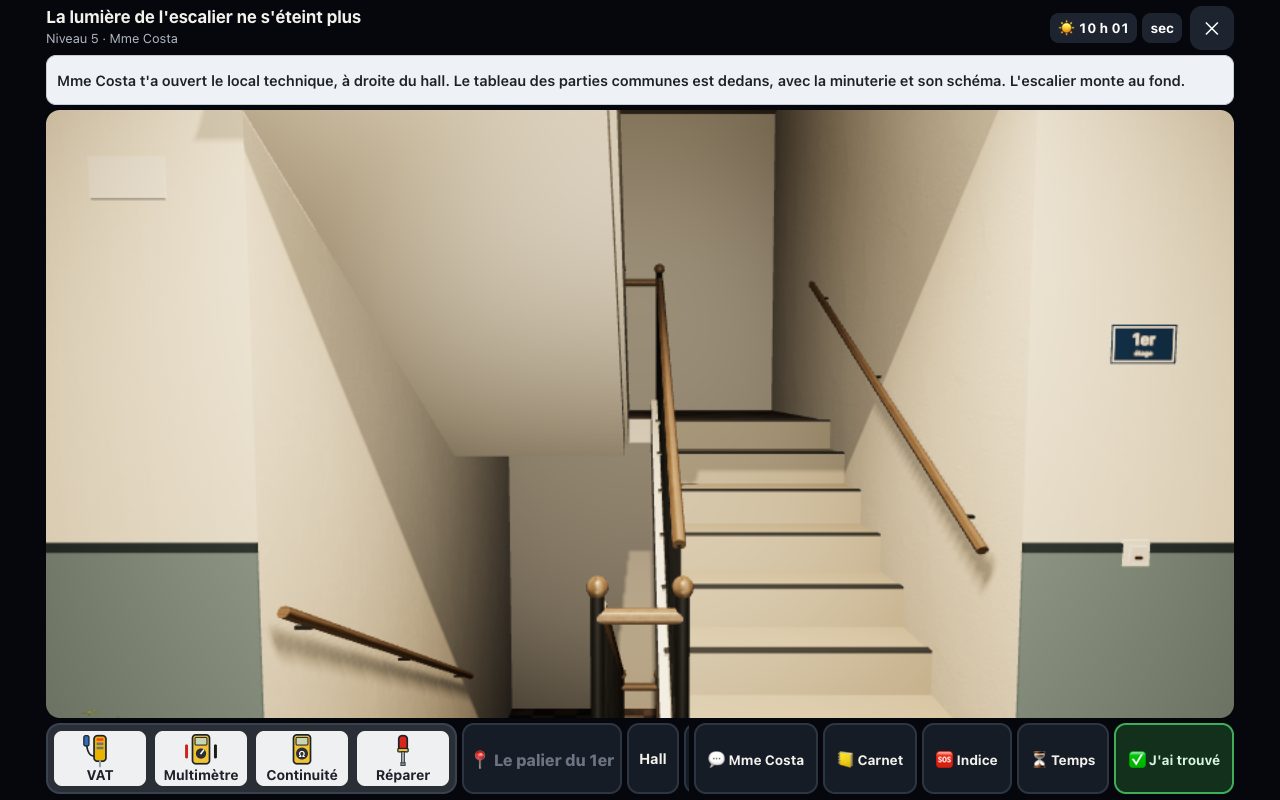 La lumière de l'escalier ne s'éteint plus
Niveau 5 · Mme Costa
10 h 01
sec
Mme Costa t'a ouvert le local technique, à droite du hall. Le tableau des parties communes est dedans, avec la minuterie et son schéma. L'escalier monte au fond.
1er
étage
VAT
Multimètre
Continuité
Réparer
Le palier du 1er
Hall
Mme Costa
Carnet
SOS
Indice
Temps
J'ai trouvé